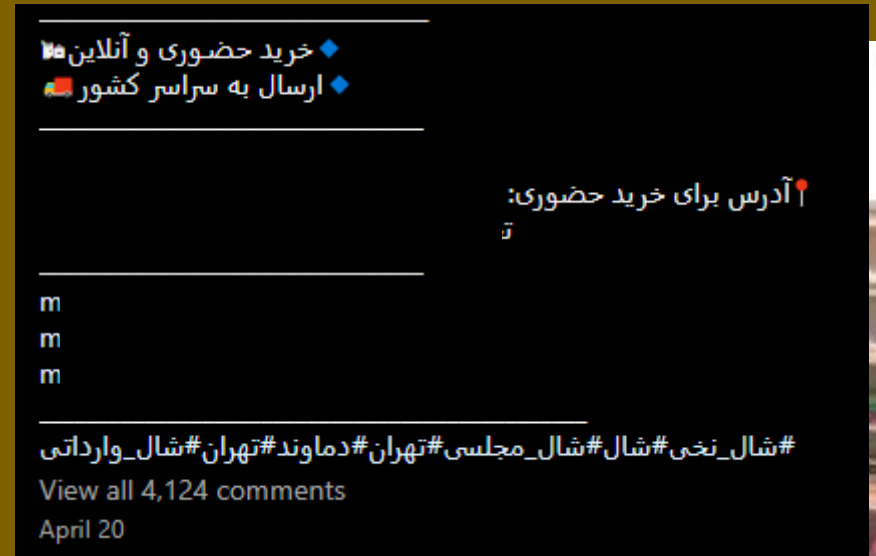 🔹خرید حضوری و آنلاین🛍
🔹ارسال به سراسر کشور🚚
📍آدرس برای خرید حضوری:
m
m
m
#شال_نخی#شال#شال_مجلسی#تهران#دماوند#تهران#شال_وارداتی
View all 4,124 comments
April 20